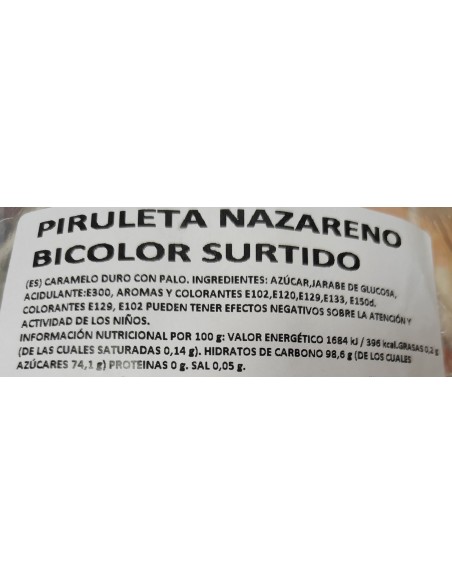 PIRULETA NAZARENO
BICOLOR SURTIDO
(ES) CARAMELO DURO CON PALO. INGREDIENTES: AZÚCAR,JARABE DE GLUCOSA,
ACIDULANTE:E300, AROMAS Y COLORANTES E102,E120,E129,E133, E150d.
COLORANTES E129, E102 PUEDEN TENER EFECTOS NEGATIVOS SOBRE LA ATENCIÓN Y
ACTIVIDAD DE LOS NIÑOS.
INFORMACIÓN NUTRICIONAL POR 100 g: VALOR ENERGÉTICO 1684 kJ / 396 kcal.GRASAS 0,2 g
(DE LAS CUALES SATURADAS 0,14 g). HIDRATOS DE CARBONO 98,6 g (DE LOS CUALES
AZÚCARES 74,1 g) PROTEINAS 0 g. SAL 0,05 g.